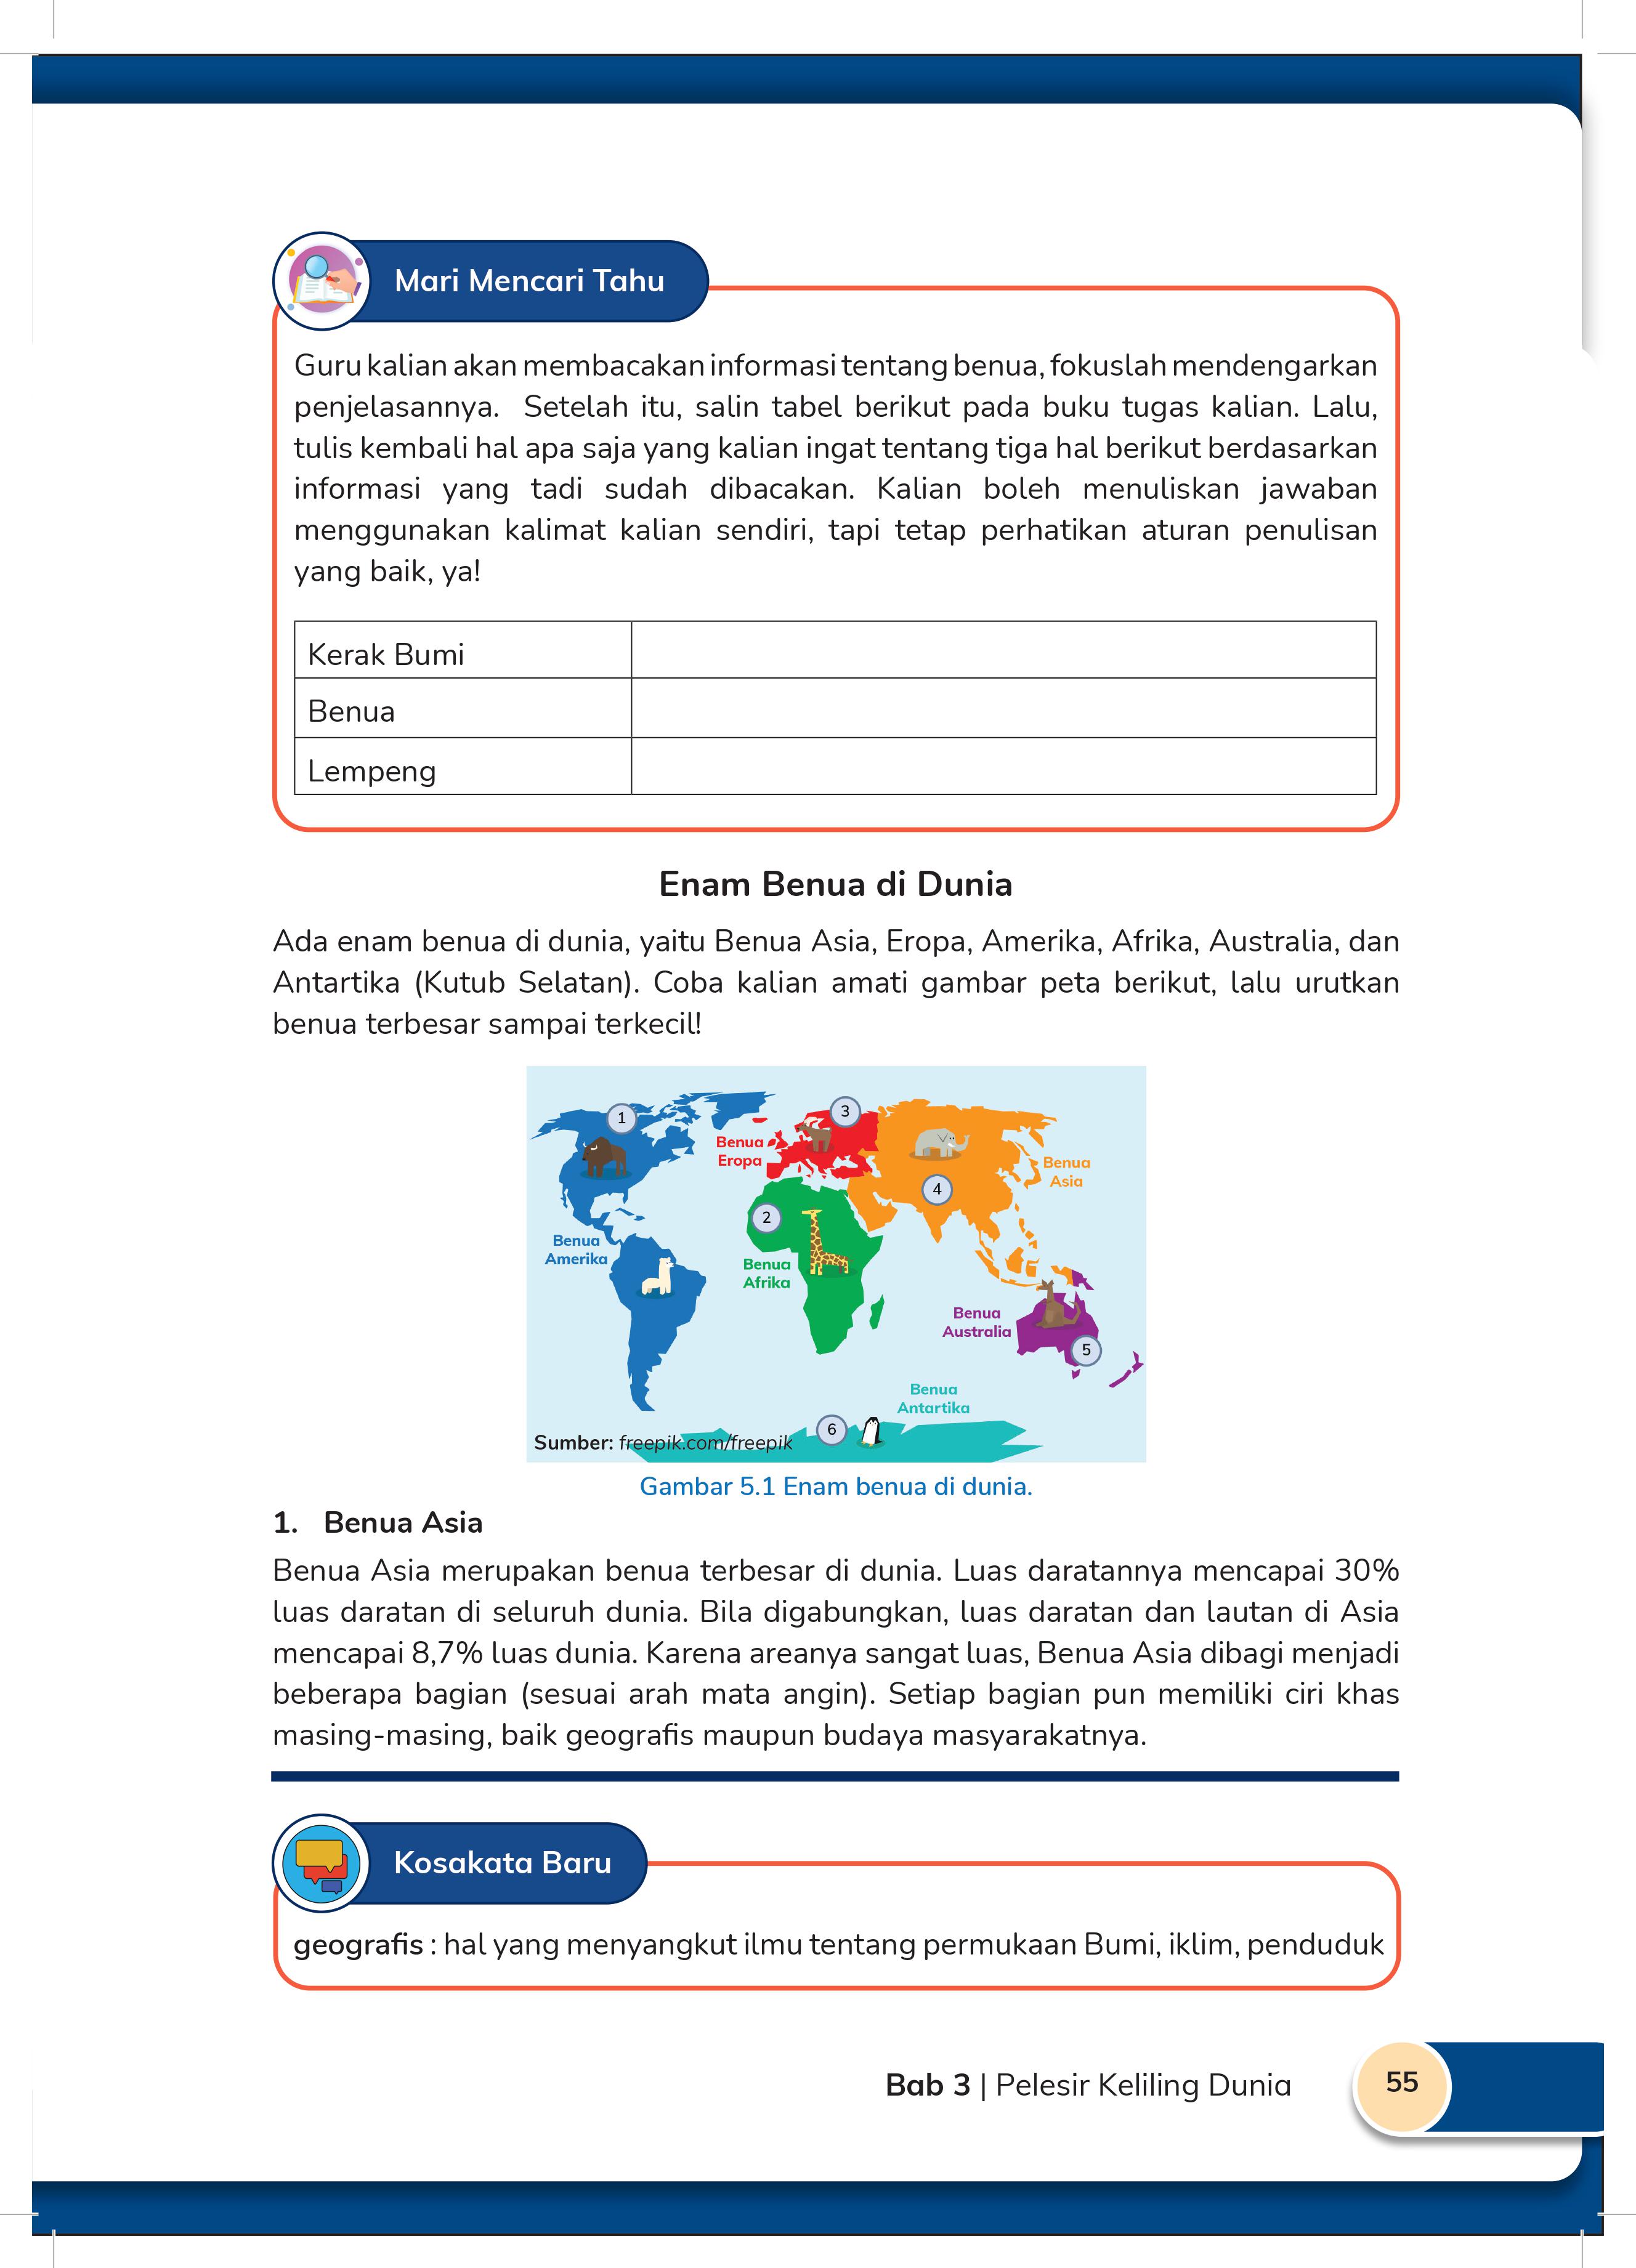 Mari Mencari Tahu
Guru kalian akan membacakan informasi tentang benua, fokuslah mendengarkan
penjelasannya. Setelah itu, salin tabel berikut pada buku tugas kalian. Lalu,
tulis kembali hal apa saja yang kalian ingat tentang tiga hal berikut berdasarkan
informasi yang tadi sudah dibacakan. Kalian boleh menuliskan jawaban
menggunakan kalimat kalian sendiri, tapi tetap perhatikan aturan penulisan
yang baik, ya!
Kerak Bumi
Benua
Lempeng
Enam Benua di Dunia
Ada enam benua di dunia, yaitu Benua Asia, Eropa, Amerika, Afrika, Australia, dan
Antartika (Kutub Selatan). Coba kalian amati gambar peta berikut, lalu urutkan
benua terbesar sampai terkecil!
1
3
Benua
Eropa
Benua
Asia
4
2
Benua
Amerika
Benua
Afrika
Benua
Australia
5
Benua
Antartika
6
Sumber: freepik.com/freepik
Gambar 5.1 Enam benua di dunia.
1. Benua Asia
Benua Asia merupakan benua terbesar di dunia. Luas daratannya mencapai 30%
luas daratan di seluruh dunia. Bila digabungkan, luas daratan dan lautan di Asia
mencapai 8,7% luas dunia. Karena areanya sangat luas, Benua Asia dibagi menjadi
beberapa bagian (sesuai arah mata angin). Setiap bagian pun memiliki ciri khas
masing-masing, baik geografis maupun budaya masyarakatnya.
Kosakata Baru
geografis : hal yang menyangkut ilmu tentang permukaan Bumi, iklim, penduduk
Bab 3 | Pelesir Keliling Dunia
55